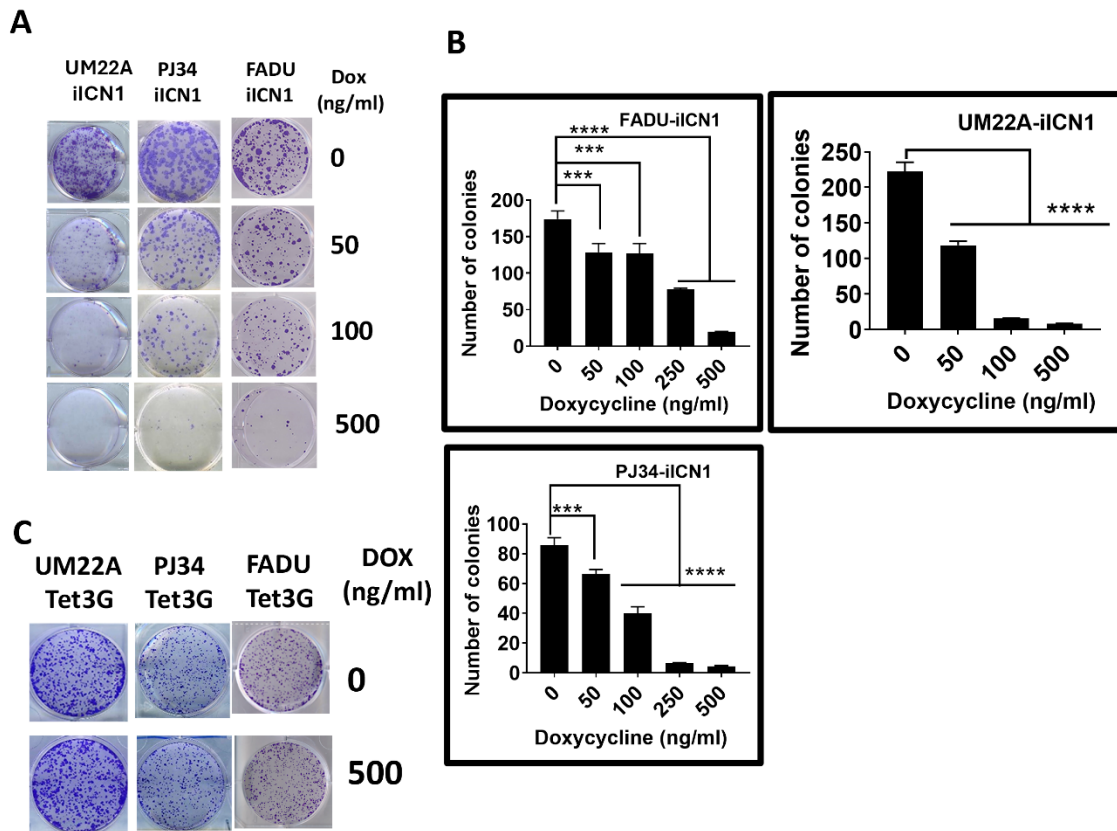 A
UM22A
iICN1
PJ34
iICN1
FADU
iICN1
Dox
(ng/ml)
0
50
100
500
B
FADU-iICN1
****
***
***
Number of colonies
200
150
100
50
0
0
50
100
250
500
Doxycycline (ng/ml)
UM22A-iICN1
****
Number of colonies
250
200
150
100
50
0
0
50
100
500
Doxycycline (ng/ml)
PJ34-iICN1
***
****
Number of colonies
100
80
60
40
20
0
0
50
100
250
500
Doxycycline (ng/ml)
C
UM22A
Tet3G
PJ34
Tet3G
FADU
Tet3G
DOX
(ng/ml)
0
500